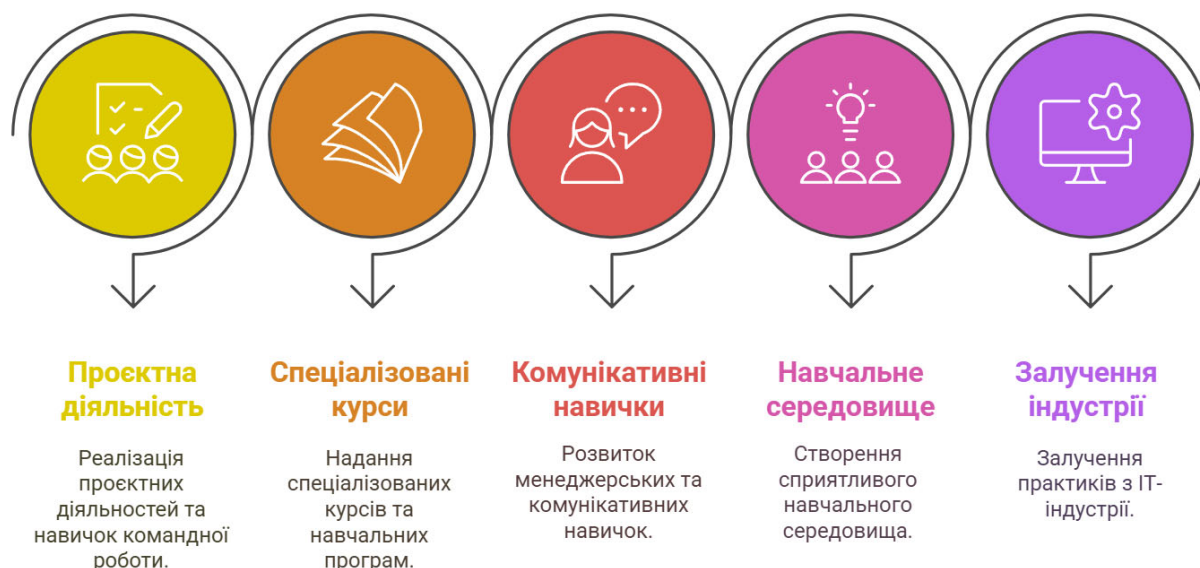 Проєктна
діяльність
Реалізація
проєктних
діяльностей та
навичок командної
роботи.
Спеціалізовані
курси
Надання
спеціалізованих
курсів та
навчальних
програм.
Комунікативні
навички
Розвиток
менеджерських та
комунікативних
навичок.
Навчальне
середовище
Створення
сприятливого
навчального
середовища.
Залучення
індустрії
Залучення
практиків з ІТ-
індустрії.